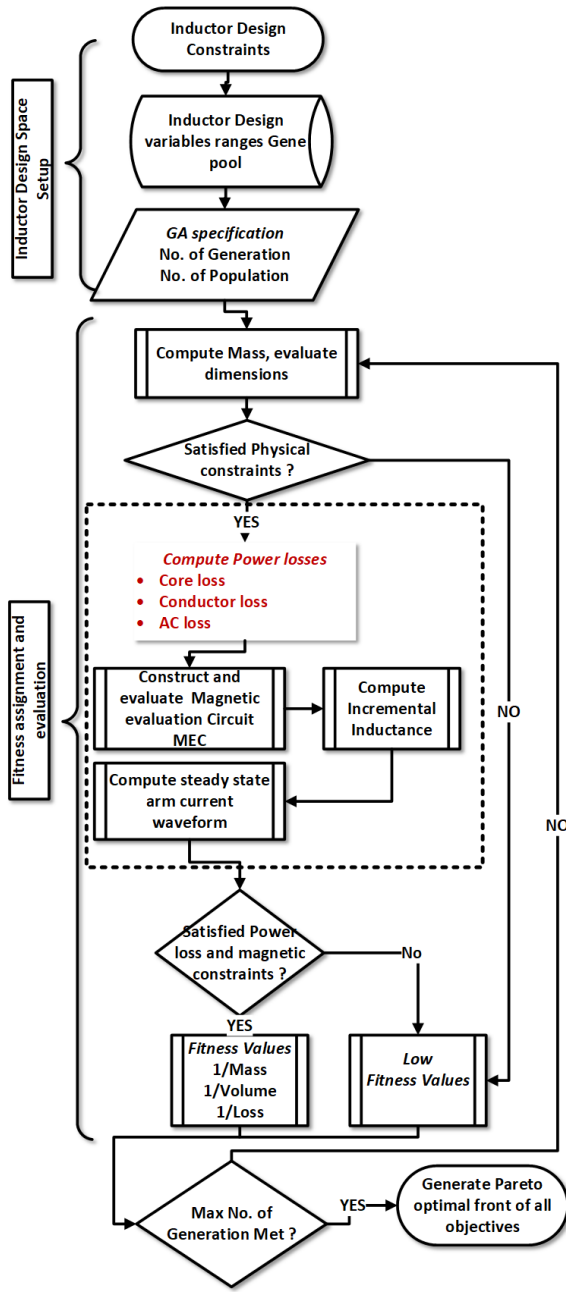 Inductor Design
Constraints
Inductor Design Space
Setup
Inductor Design
variables ranges Gene
pool
GA specification
No. of Generation
No. of Population
Fitness assignment and
evaluation
Compute Mass, evaluate
dimensions
Satisfied Physical
constraints ?
YES
NO
Compute Power losses
• Core loss
• Conductor loss
• AC loss
Construct and
evaluate Magnetic
evaluation Circuit
MEC
Compute
Incremental
Inductance
Compute steady state
arm current
waveform
NO
Satisfied Power
loss and magnetic
constraints ?
No
YES
Fitness Values
1/Mass
1/Volume
1/Loss
Low
Fitness Values
Max No. of
Generation Met ?
YES
Generate Pareto
optimal front of all
objectives